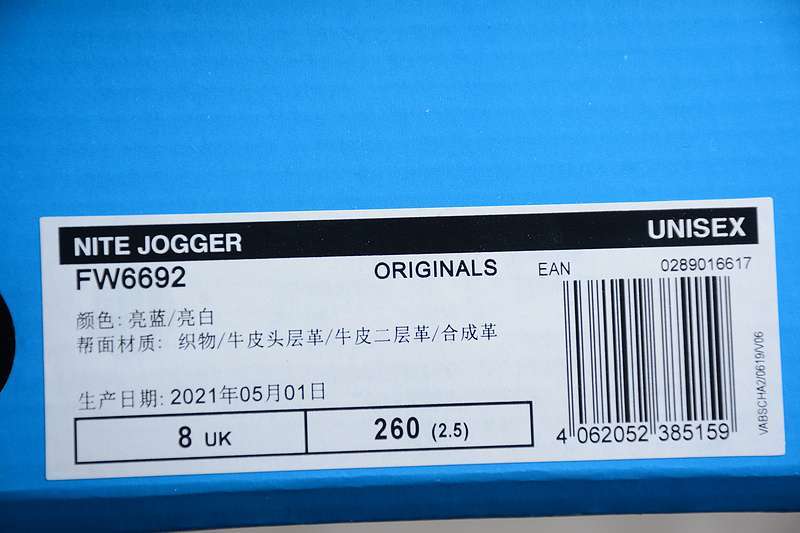 NITE JOGGER UNISEX
FW6692 ORIGINALS EAN 0289016617
颜色: 亮蓝/亮白
帮面材质: 织物/牛皮头层革/牛皮二层革/合成革
生产日期: 2021年05月01日
8 UK 260 (2.5)
4 062052 385159
VABSCHA2/0619/V06